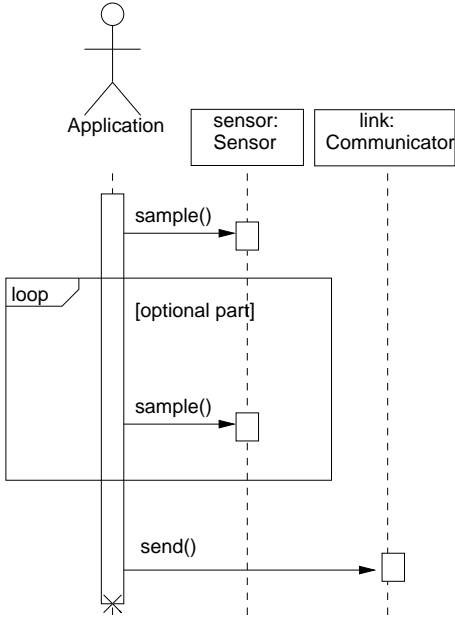 Application
sensor:
Sensor
link:
Communicator
sample()
loop
[optional part]
sample()
send()